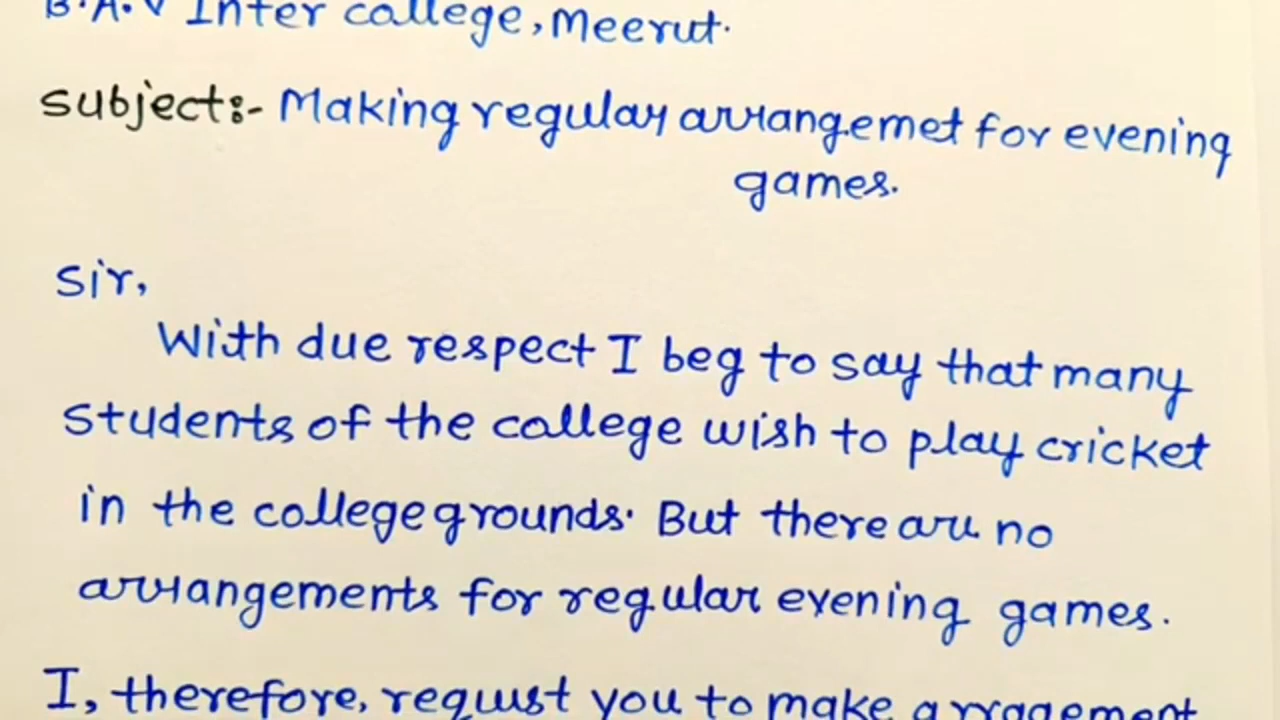 B.A.V Inter college, Meerut.
Subject:- Making regular arrangemet for evening
games.
Sir,
With due respect I beg to say that many
Students of the college wish to play cricket
in the college grounds. But there are no
arrangements for regular evening games.
I, therefore, request you to make arragement